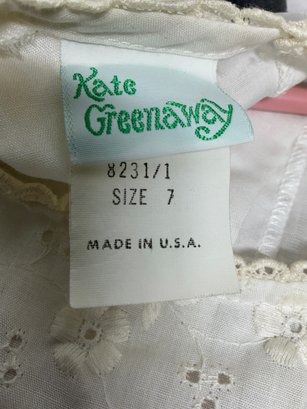 Kate
Greenaway
8231/1
SIZE 7
MADE IN U.S.A.